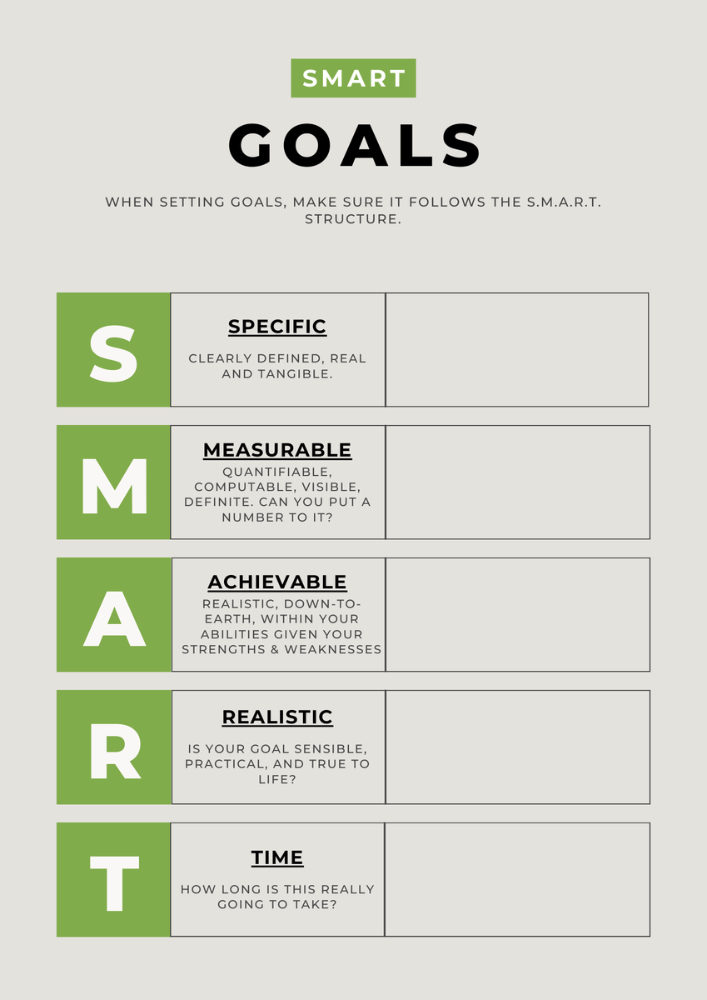 SMART
GOALS
WHEN SETTING GOALS, MAKE SURE IT FOLLOWS THE S.M.A.R.T.
STRUCTURE.
S
SPECIFIC
CLEARLY DEFINED, REAL
AND TANGIBLE.
M
MEASURABLE
QUANTIFIABLE,
COMPUTABLE, VISIBLE,
DEFINITE. CAN YOU PUT A
NUMBER TO IT?
A
ACHIEVABLE
REALISTIC, DOWN-TO-
EARTH, WITHIN YOUR
ABILITIES GIVEN YOUR
STRENGTHS & WEAKNESSES
R
REALISTIC
IS YOUR GOAL SENSIBLE,
PRACTICAL, AND TRUE TO
LIFE?
T
TIME
HOW LONG IS THIS REALLY
GOING TO TAKE?